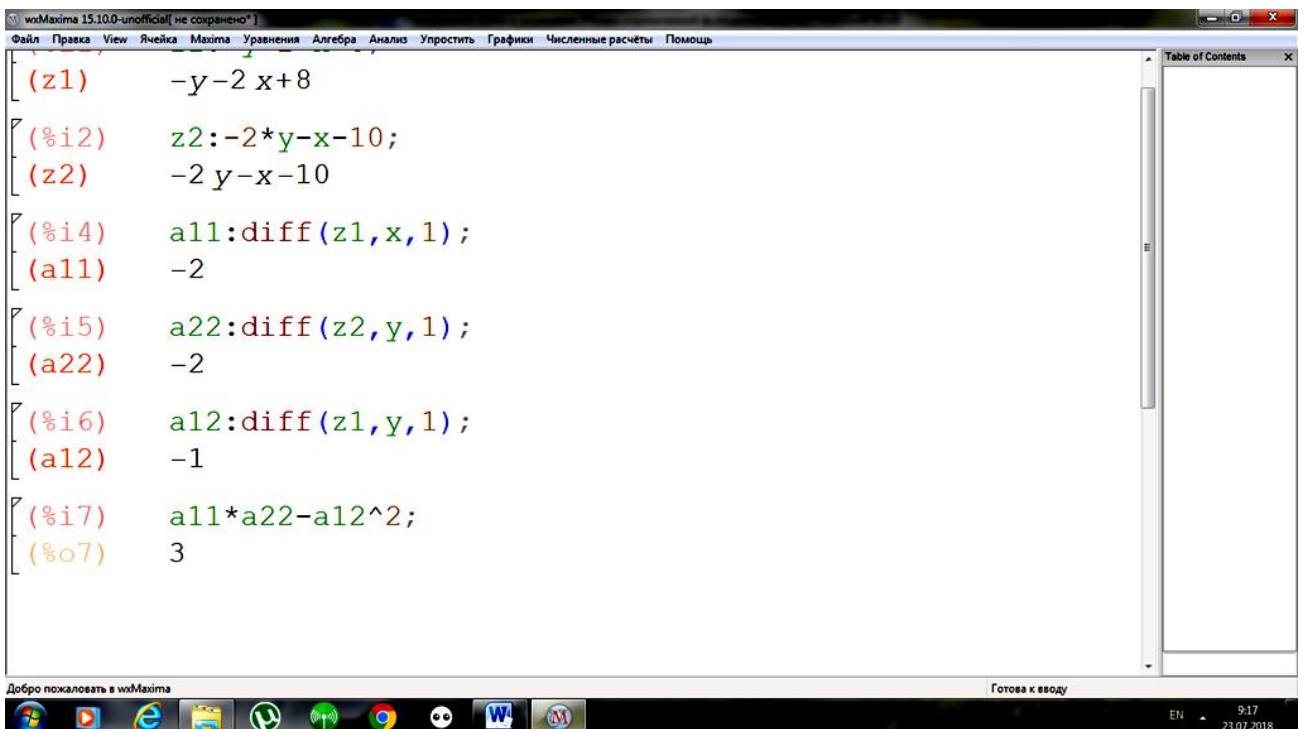 wxMaxima 15.10.0-unofficial[ не сохранено* ]
Файл Правка View Ячейка Maxima Уравнения Алгебра Анализ Упростить Графики Численные расчёты Помощь
Table of Contents x
(z1) −y−2 x+8
(%i2) z2:-2*y-x-10;
(z2) −2 y−x−10
(%i4) a11:diff(z1,x,1);
(a11) −2
(%i5) a22:diff(z2,y,1);
(a22) −2
(%i6) a12:diff(z1,y,1);
(a12) −1
(%i7) a11*a22-a12^2;
(%o7) 3
Добро пожаловать в wxMaxima
Готова к вводу
EN 9:17
23.07.2018